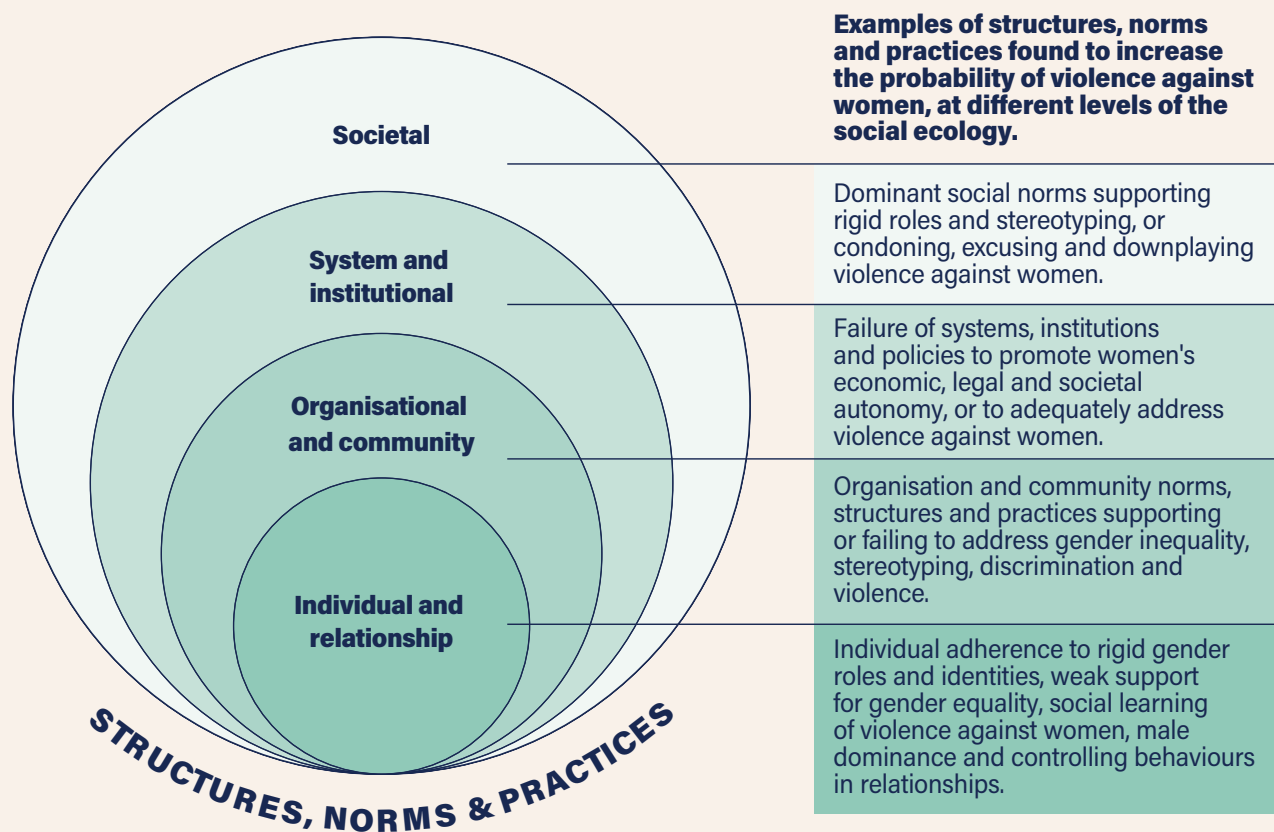 Examples of structures, norms
and practices found to increase
the probability of violence against
women, at different levels of the
social ecology.
Societal
Dominant social norms supporting
rigid roles and stereotyping, or
condoning, excusing and downplaying
violence against women.
System and
institutional
Failure of systems, institutions
and policies to promote women's
economic, legal and societal
autonomy, or to adequately address
violence against women.
Organisational
and community
Organisation and community norms,
structures and practices supporting
or failing to address gender inequality,
stereotyping, discrimination and
violence.
Individual and
relationship
Individual adherence to rigid gender
roles and identities, weak support
for gender equality, social learning
of violence against women, male
dominance and controlling behaviours
in relationships.
STRUCTURES, NORMS & PRACTICES